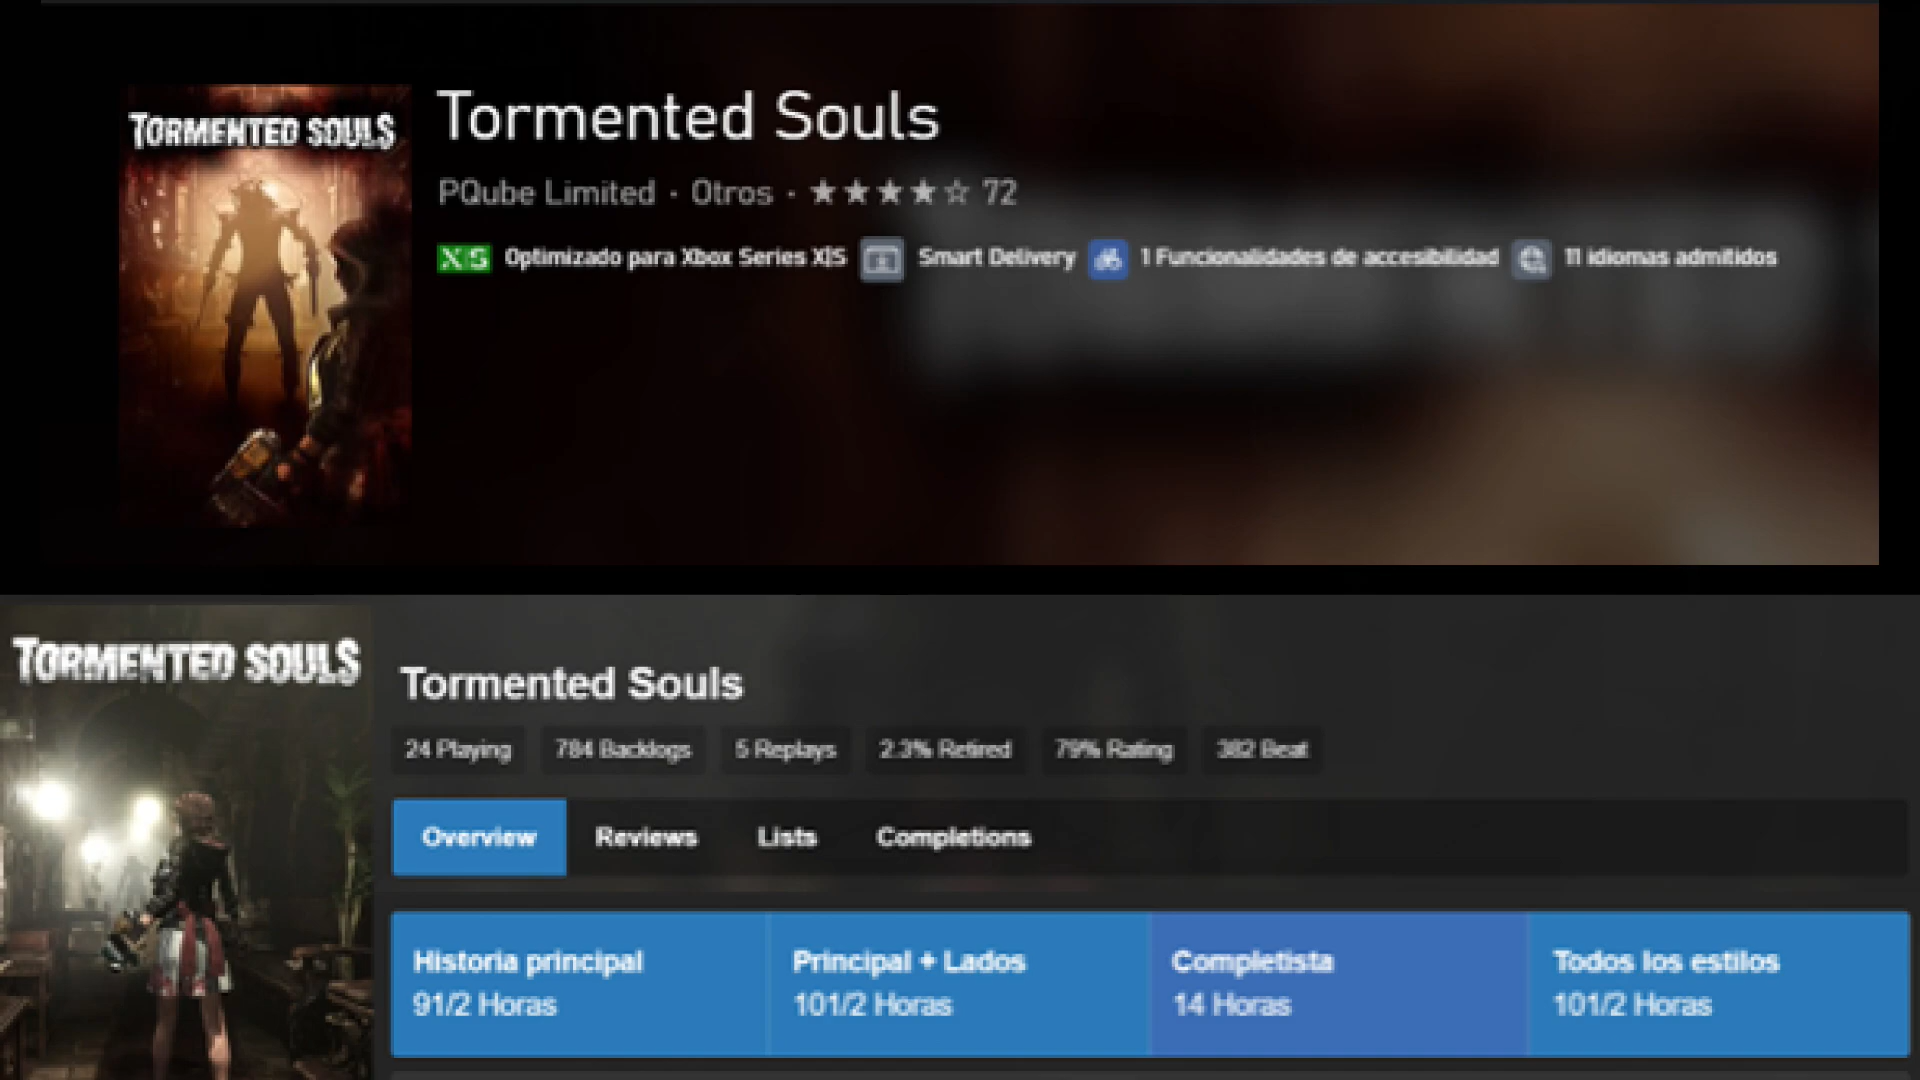 TORMENTED SOULS
Tormented Souls
PQube Limited · Otros · ★★★★☆ 72
X|S Optimizado para Xbox Series X|S Smart Delivery 1 Funcionalidades de accesibilidad 11 idiomas admitidos
TORMENTED SOULS
Tormented Souls
24 Playing 784 Backlogs 5 Replays 2.3% Retired 79% Rating 382 Beat
Overview Reviews Lists Completions
Historia principal Principal + Lados Completista Todos los estilos
91/2 Horas 101/2 Horas 14 Horas 101/2 Horas